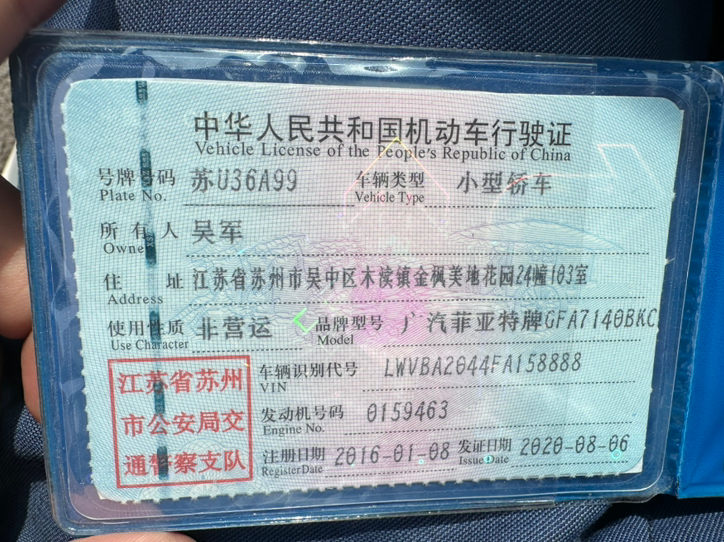 中华人民共和国机动车行驶证
Vehicle License of the People's Republic of China
号牌号码 苏U36A99 车辆类型 小型轿车
Plate No. Vehicle Type
所有人 吴军
Owner
住址 江苏省苏州市吴中区木渎镇金枫美地花园24幢103室
Address
使用性质 非营运 品牌型号 广汽菲亚特牌GFA7140BKC
Use Character Model
江苏省苏州
市公安局交
通警察支队
车辆识别代号 LWVBA2044FA158888
VIN
发动机号码 0159463
Engine No.
注册日期 2016-01-08 发证日期 2020-08-06
Register Date Issue Date